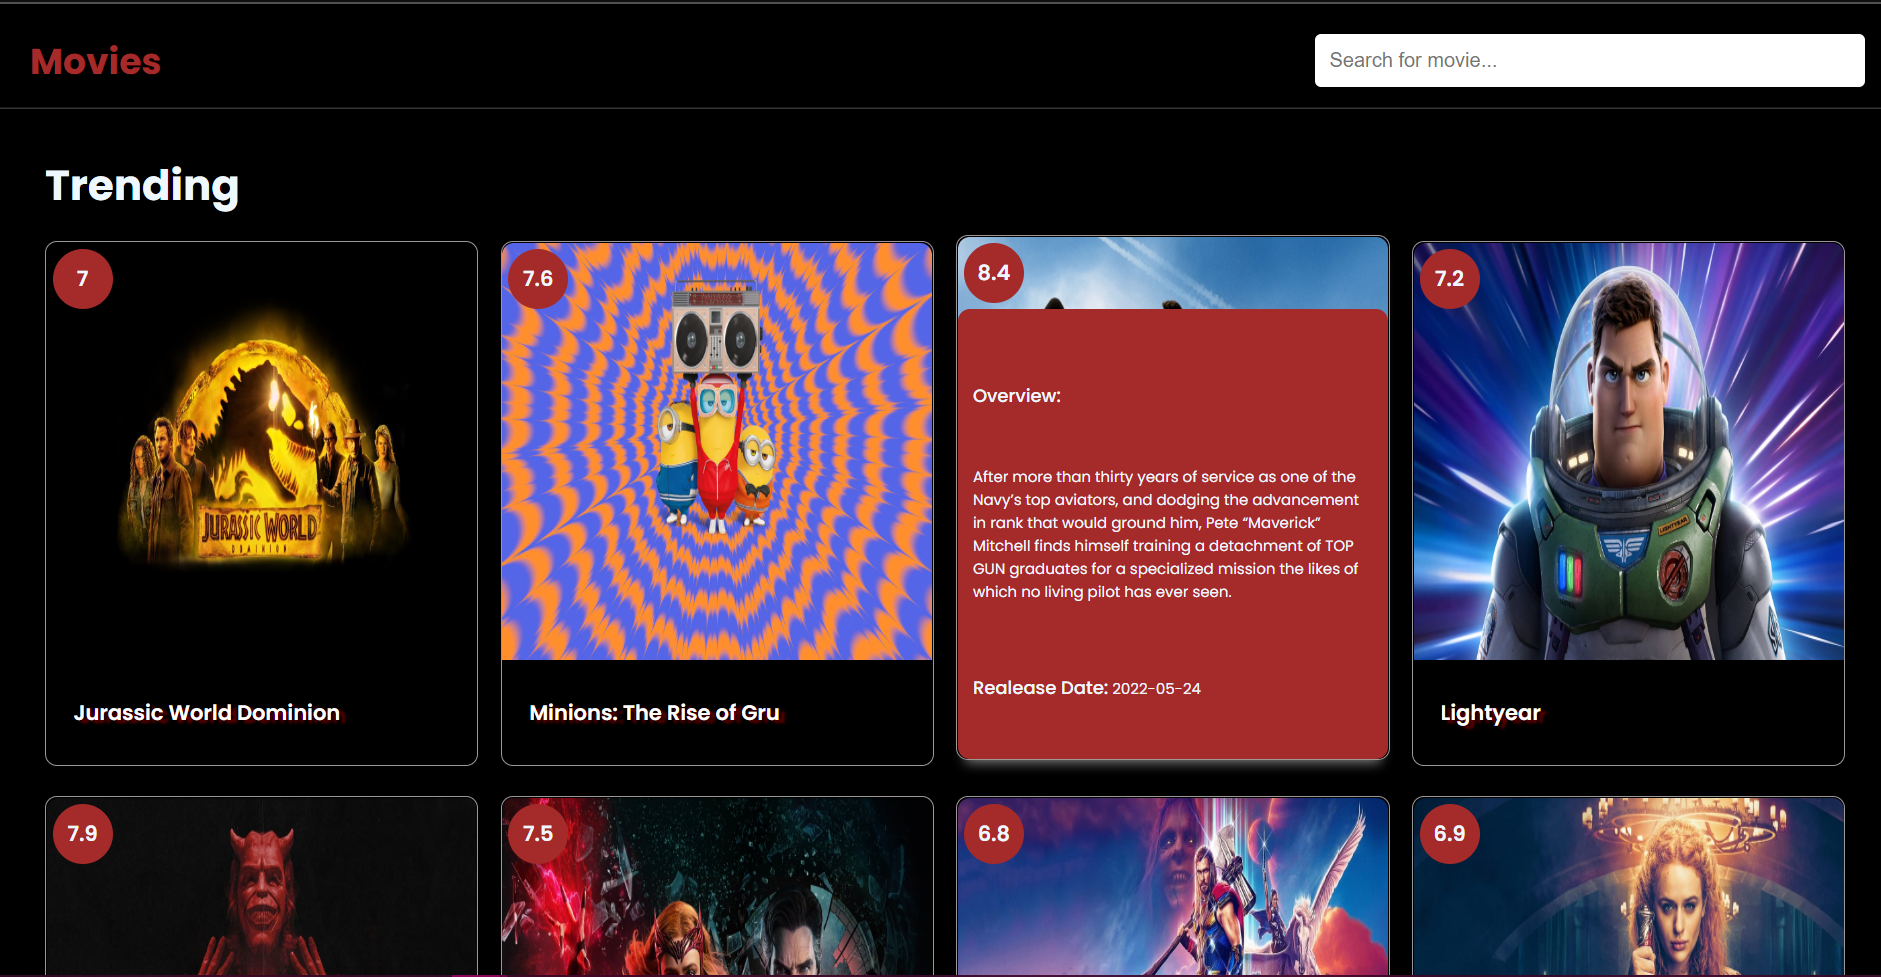 Movies
Search for movie...
Trending
7
7.6
8.4
7.2
Overview:
After more than thirty years of service as one of the
Navy’s top aviators, and dodging the advancement
in rank that would ground him, Pete “Maverick”
Mitchell finds himself training a detachment of TOP
GUN graduates for a specialized mission the likes of
which no living pilot has ever seen.
Realease Date: 2022-05-24
JURASSIC WORLD
DOMINION
LIGHTYEAR
Jurassic World Dominion
Minions: The Rise of Gru
Lightyear
7.9
7.5
6.8
6.9